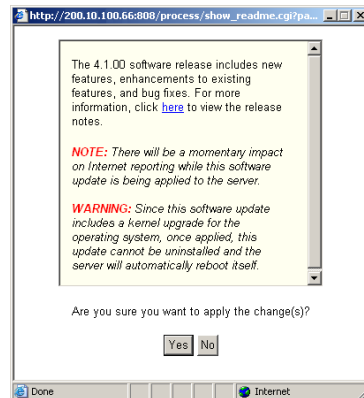 http://200.10.100.66:808/process/show_readme.cgi?pa...
The 4.1.00 software release includes new
features, enhancements to existing
features, and bug fixes. For more
information, click here to view the release
notes.
NOTE: There will be a momentary impact
on Internet reporting while this software
update is being applied to the server.
WARNING: Since this software update
includes a kernel upgrade for the
operating system, once applied, this
update cannot be uninstalled and the
server will automatically reboot itself.
Are you sure you want to apply the change(s)?
Yes No
Done Internet